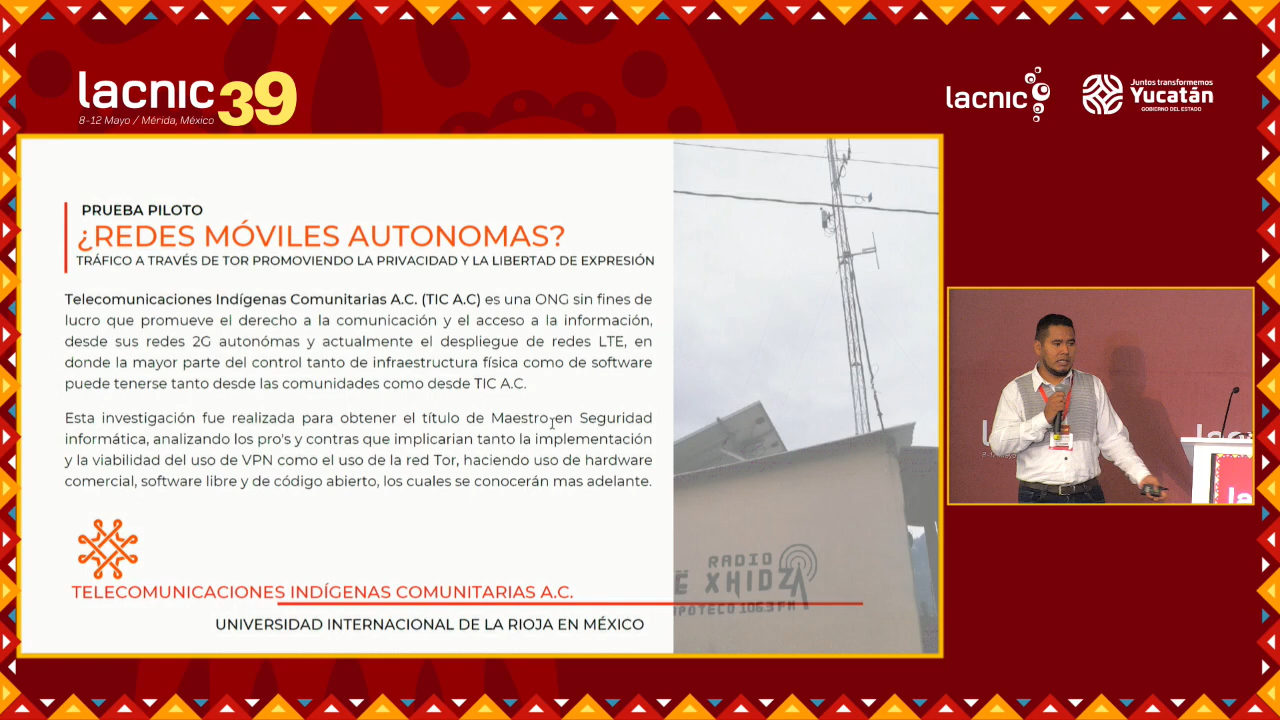 lacnic 39
8-12 Mayo / Mérida, México
lacnic
Juntos transformemos
Yucatán
GOBIERNO DEL ESTADO
PRUEBA PILOTO
¿REDES MÓVILES AUTONOMAS?
TRÁFICO A TRAVÉS DE TOR PROMOVIENDO LA PRIVACIDAD Y LA LIBERTAD DE EXPRESIÓN
Telecomunicaciones Indígenas Comunitarias A.C. (TIC A.C) es una ONG sin fines de
lucro que promueve el derecho a la comunicación y el acceso a la información,
desde sus redes 2G autonómas y actualmente el despliegue de redes LTE, en
donde la mayor parte del control tanto de infraestructura física como de software
puede tenerse tanto desde las comunidades como desde TIC A.C.
Esta investigación fue realizada para obtener el título de Maestro en Seguridad
informática, analizando los pro's y contras que implicarian tanto la implementación
y la viabilidad del uso de VPN como el uso de la red Tor, haciendo uso de hardware
comercial, software libre y de código abierto, los cuales se conocerán mas adelante.
RADIO
XHIDZA
106.3 FM
TELECOMUNICACIONES INDÍGENAS COMUNITARIAS A.C.
UNIVERSIDAD INTERNACIONAL DE LA RIOJA EN MÉXICO